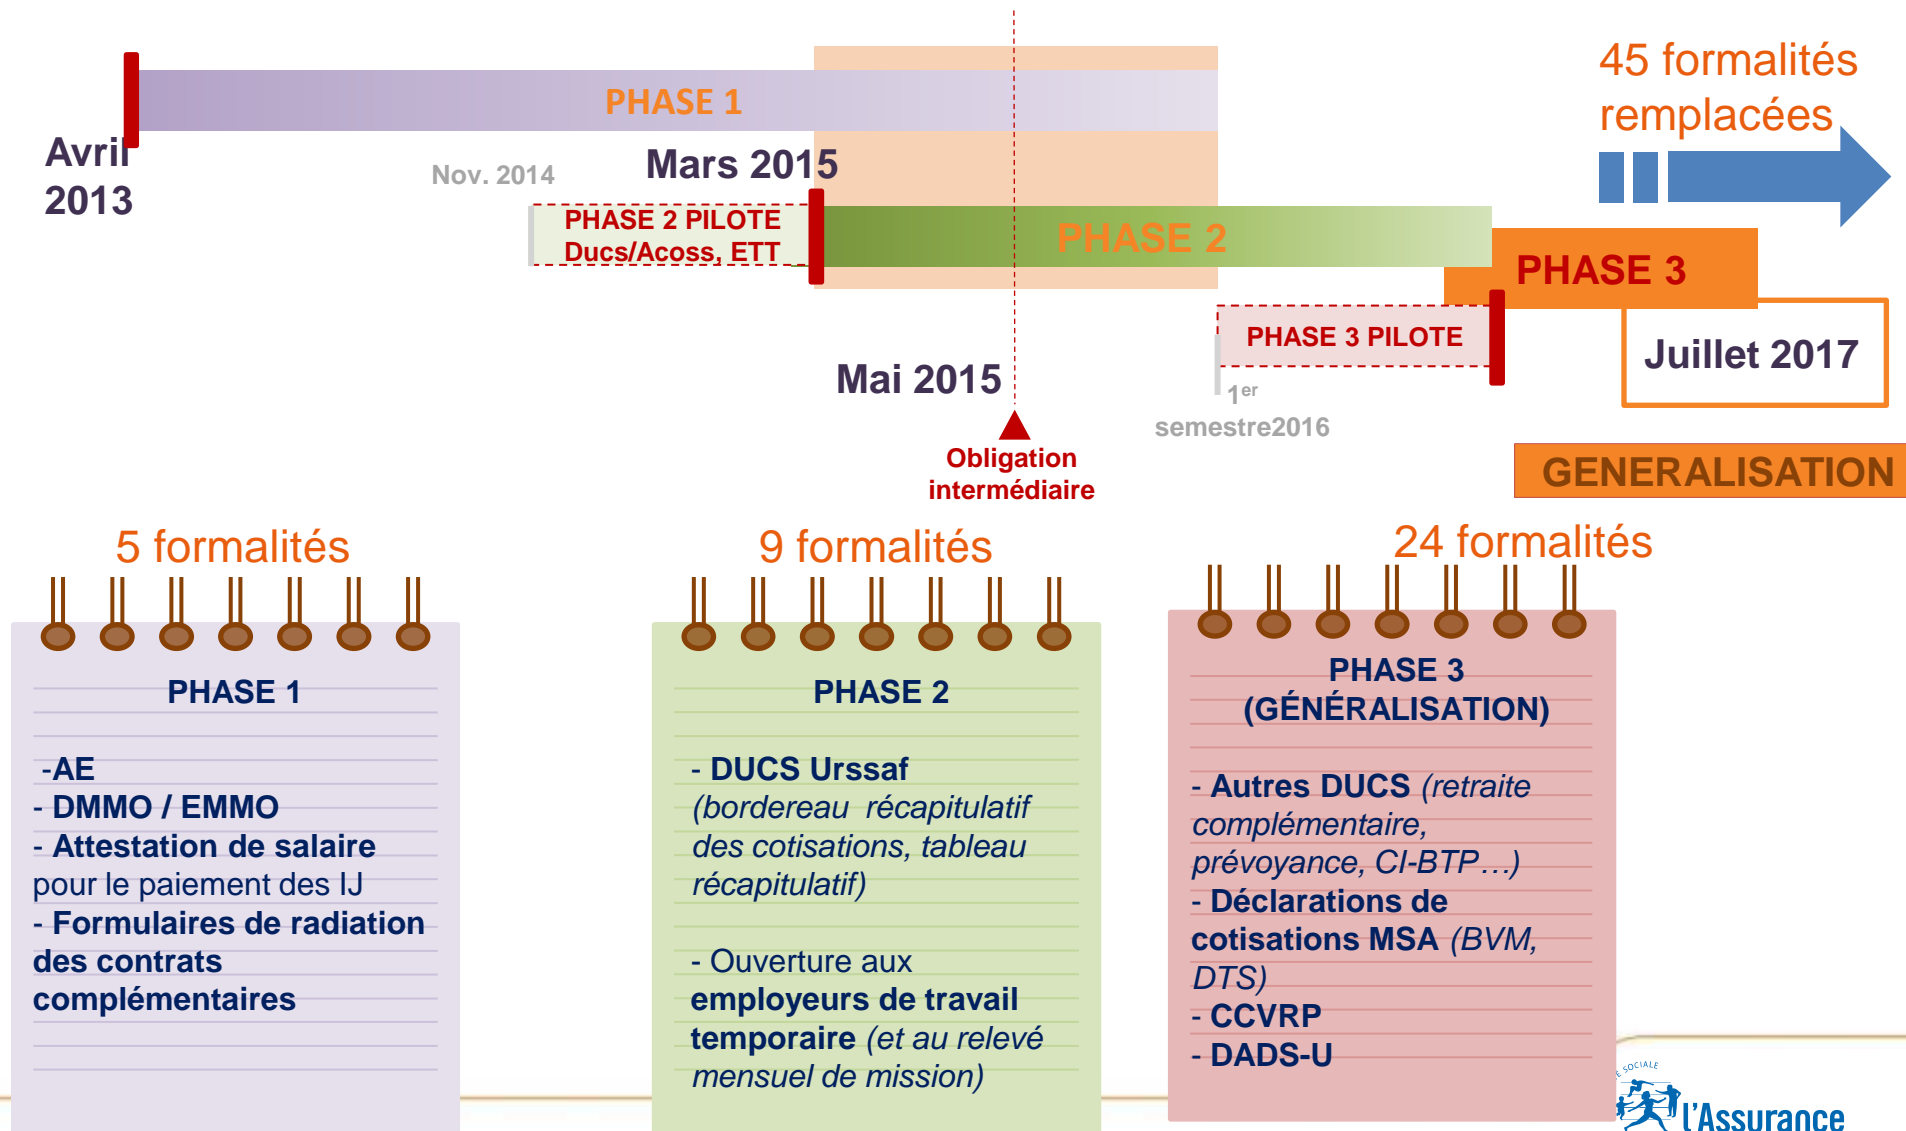 PHASE 1
45 formalités
remplacées
Avril
2013
Nov. 2014
Mars 2015
PHASE 2 PILOTE
Ducs/Acoss, ETT
PHASE 2
PHASE 3
PHASE 3 PILOTE
Juillet 2017
Mai 2015
1er
semestre2016
Obligation
intermédiaire
GENERALISATION
5 formalités
PHASE 1
-AE
- DMMO / EMMO
- Attestation de salaire
pour le paiement des IJ
- Formulaires de radiation
des contrats
complémentaires
9 formalités
PHASE 2
- DUCS Urssaf
(bordereau récapitulatif
des cotisations, tableau
récapitulatif)
- Ouverture aux
employeurs de travail
temporaire (et au relevé
mensuel de mission)
24 formalités
PHASE 3
(GÉNÉRALISATION)
- Autres DUCS (retraite
complémentaire,
prévoyance, CI-BTP…)
- Déclarations de
cotisations MSA (BVM,
DTS)
- CCVRP
- DADS-U
SOCIALE
l'Assurance